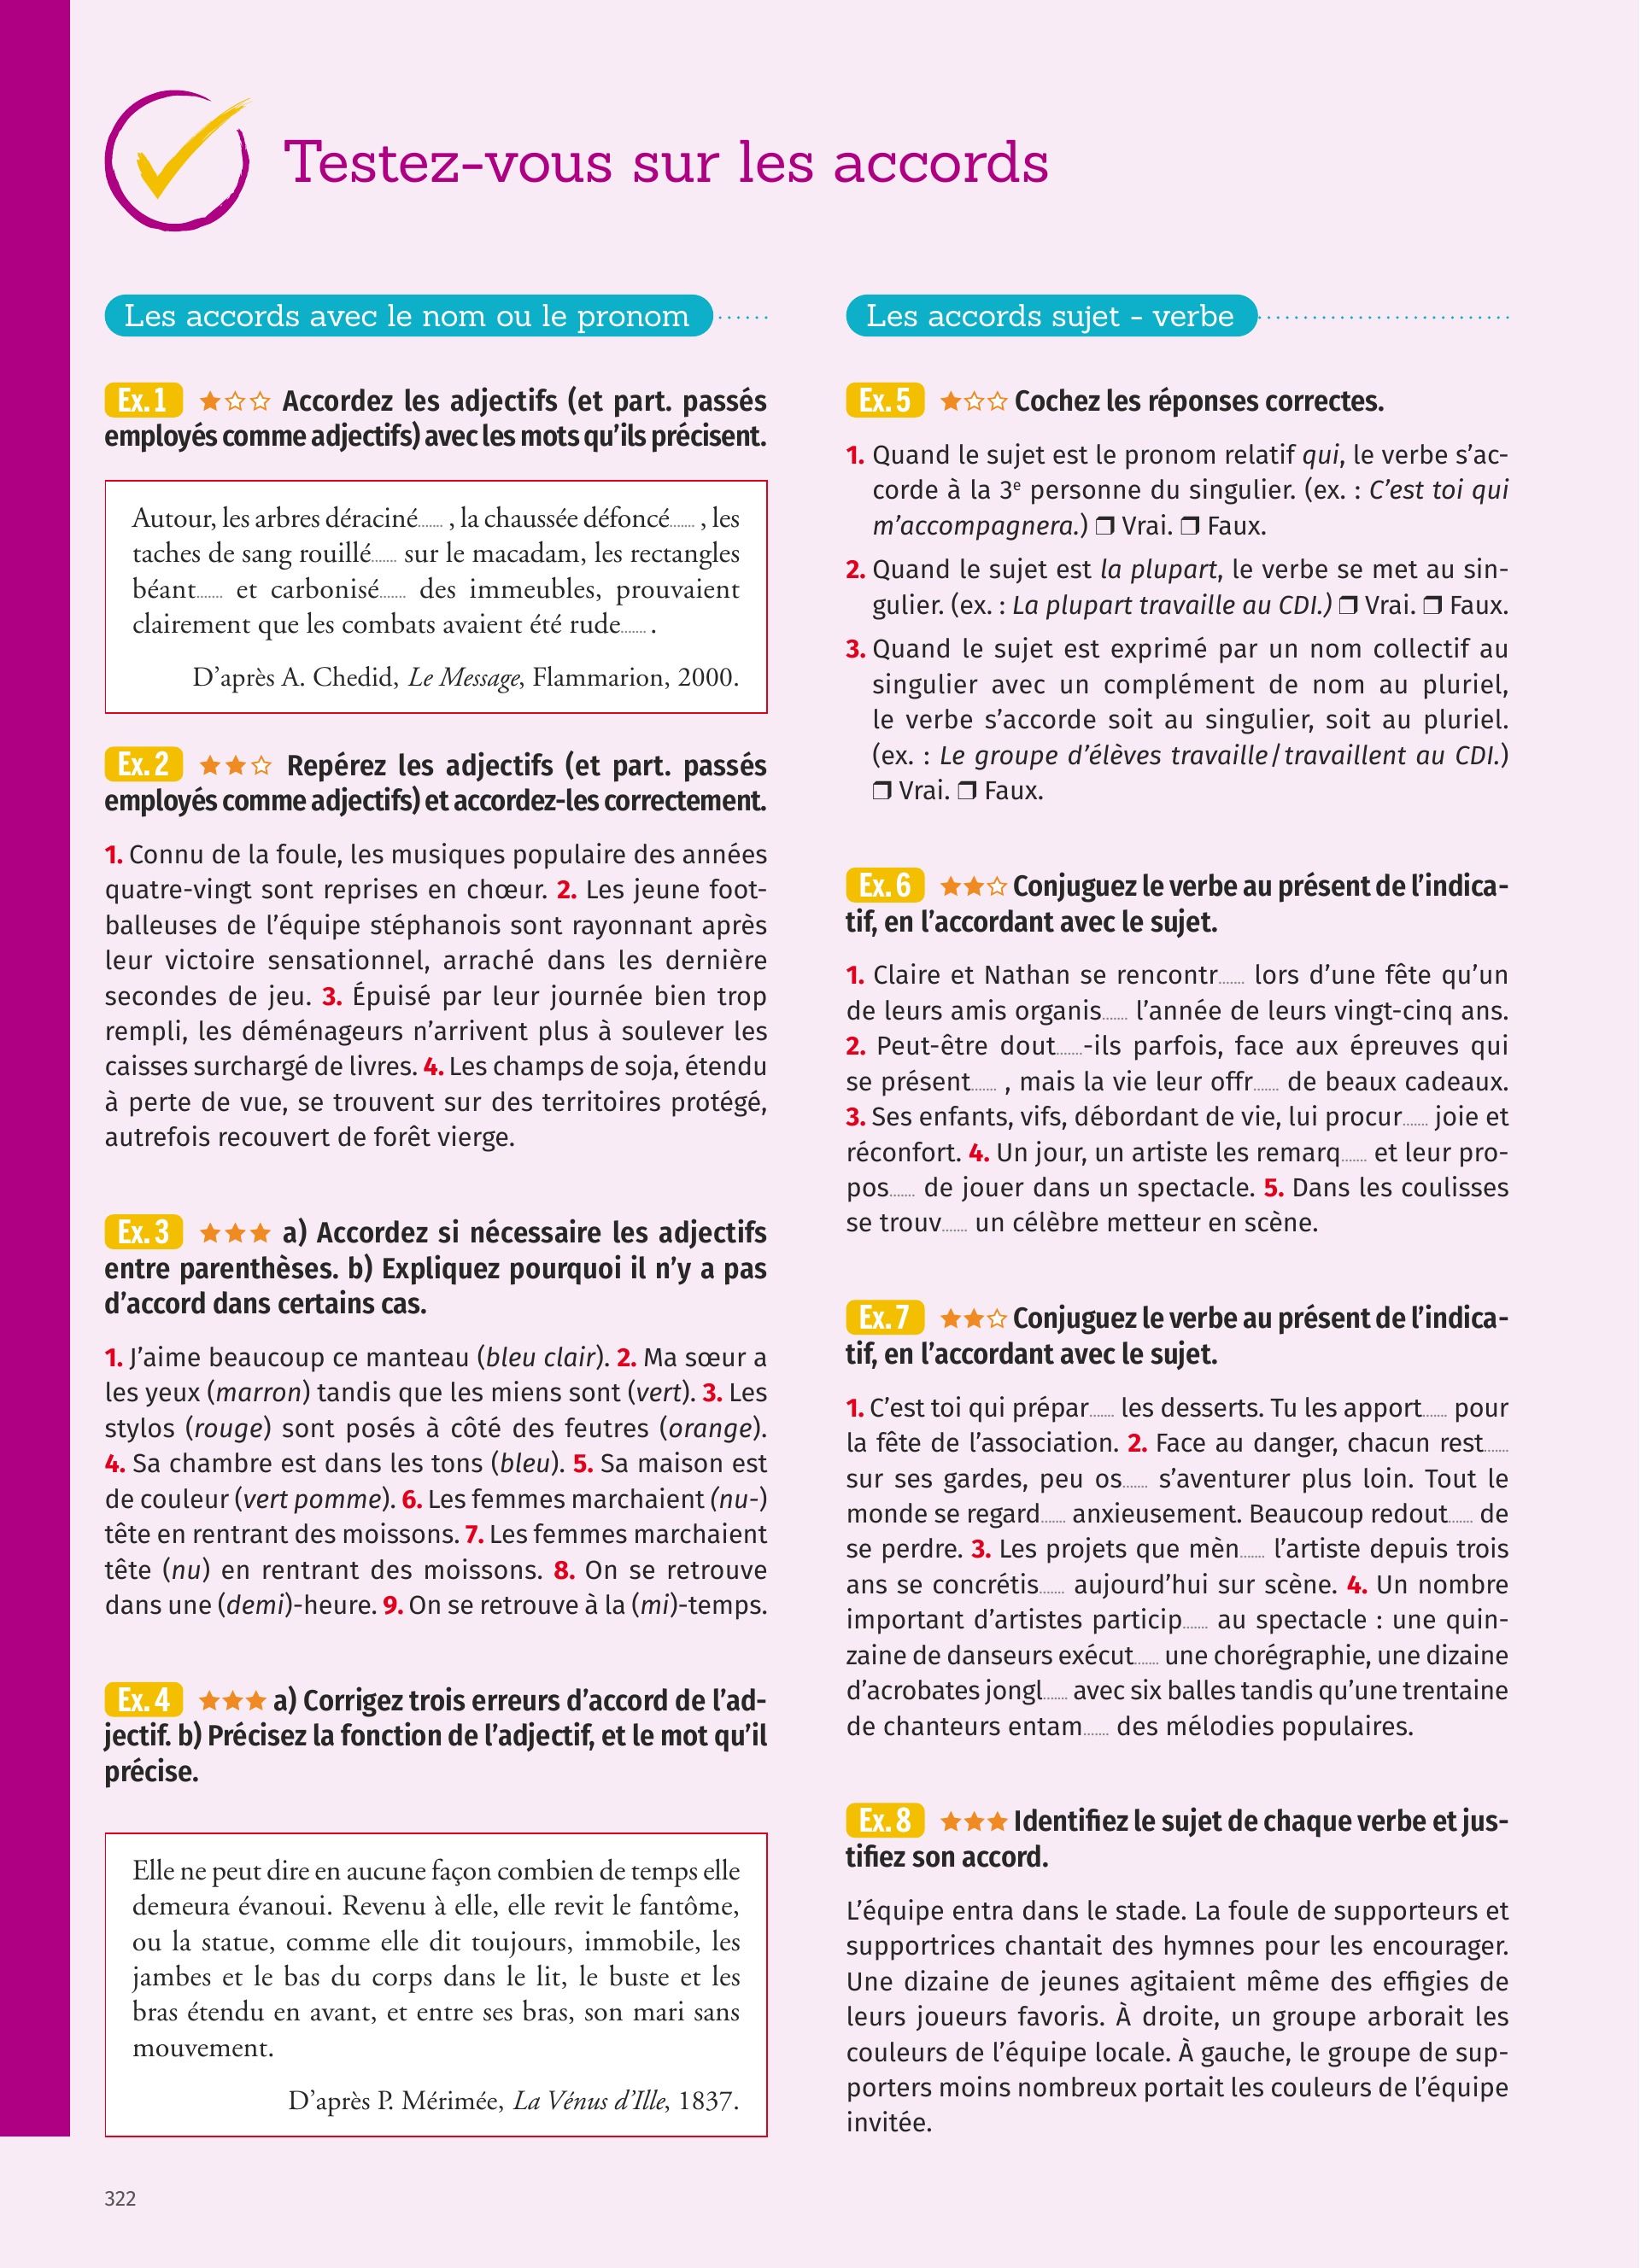 Testez-vous sur les accords
Les accords avec le nom ou le pronom
Ex. 1 ★☆☆ Accordez les adjectifs (et part. passés
employés comme adjectifs) avec les mots qu’ils précisent.
Autour, les arbres déraciné....... , la chaussée défoncé....... , les
taches de sang rouillé....... sur le macadam, les rectangles
béant....... et carbonisé....... des immeubles, prouvaient
clairement que les combats avaient été rude....... .
D’après A. Chedid, Le Message, Flammarion, 2000.
Ex. 2 ★★☆ Repérez les adjectifs (et part. passés
employés comme adjectifs) et accordez-les correctement.
1. Connu de la foule, les musiques populaire des années
quatre-vingt sont reprises en chœur. 2. Les jeune foot-
balleuses de l’équipe stéphanois sont rayonnant après
leur victoire sensationnel, arraché dans les dernière
secondes de jeu. 3. Épuisé par leur journée bien trop
rempli, les déménageurs n’arrivent plus à soulever les
caisses surchargé de livres. 4. Les champs de soja, étendu
à perte de vue, se trouvent sur des territoires protégé,
autrefois recouvert de forêt vierge.
Ex. 3 ★★★ a) Accordez si nécessaire les adjectifs
entre parenthèses. b) Expliquez pourquoi il n’y a pas
d’accord dans certains cas.
1. J’aime beaucoup ce manteau (bleu clair). 2. Ma sœur a
les yeux (marron) tandis que les miens sont (vert). 3. Les
stylos (rouge) sont posés à côté des feutres (orange).
4. Sa chambre est dans les tons (bleu). 5. Sa maison est
de couleur (vert pomme). 6. Les femmes marchaient (nu-)
tête en rentrant des moissons. 7. Les femmes marchaient
tête (nu) en rentrant des moissons. 8. On se retrouve
dans une (demi)-heure. 9. On se retrouve à la (mi)-temps.
Ex. 4 ★★★ a) Corrigez trois erreurs d’accord de l’ad-
jectif. b) Précisez la fonction de l’adjectif, et le mot qu’il
précise.
Elle ne peut dire en aucune façon combien de temps elle
demeura évanoui. Revenu à elle, elle revit le fantôme,
ou la statue, comme elle dit toujours, immobile, les
jambes et le bas du corps dans le lit, le buste et les
bras étendu en avant, et entre ses bras, son mari sans
mouvement.
D’après P. Mérimée, La Vénus d’Ille, 1837.
Les accords sujet - verbe
Ex. 5 ★☆☆ Cochez les réponses correctes.
1. Quand le sujet est le pronom relatif qui, le verbe s’ac-
corde à la 3e personne du singulier. (ex. : C’est toi qui
m’accompagnera.) ❒ Vrai. ❒ Faux.
2. Quand le sujet est la plupart, le verbe se met au sin-
gulier. (ex. : La plupart travaille au CDI.) ❒ Vrai. ❒ Faux.
3. Quand le sujet est exprimé par un nom collectif au
singulier avec un complément de nom au pluriel,
le verbe s’accorde soit au singulier, soit au pluriel.
(ex. : Le groupe d’élèves travaille / travaillent au CDI.)
❒ Vrai. ❒ Faux.
Ex. 6 ★★☆ Conjuguez le verbe au présent de l’indica-
tif, en l’accordant avec le sujet.
1. Claire et Nathan se rencontr....... lors d’une fête qu’un
de leurs amis organis....... l’année de leurs vingt-cinq ans.
2. Peut-être dout.......-ils parfois, face aux épreuves qui
se présent....... , mais la vie leur offr....... de beaux cadeaux.
3. Ses enfants, vifs, débordant de vie, lui procur....... joie et
réconfort. 4. Un jour, un artiste les remarq....... et leur pro-
pos....... de jouer dans un spectacle. 5. Dans les coulisses
se trouv....... un célèbre metteur en scène.
Ex. 7 ★★☆ Conjuguez le verbe au présent de l’indica-
tif, en l’accordant avec le sujet.
1. C’est toi qui prépar....... les desserts. Tu les apport....... pour
la fête de l’association. 2. Face au danger, chacun rest.......
sur ses gardes, peu os....... s’aventurer plus loin. Tout le
monde se regard....... anxieusement. Beaucoup redout....... de
se perdre. 3. Les projets que mèn....... l’artiste depuis trois
ans se concrétis....... aujourd’hui sur scène. 4. Un nombre
important d’artistes particip....... au spectacle : une quin-
zaine de danseurs exécut....... une chorégraphie, une dizaine
d’acrobates jongl....... avec six balles tandis qu’une trentaine
de chanteurs entam....... des mélodies populaires.
Ex. 8 ★★★ Identifiez le sujet de chaque verbe et jus-
tifiez son accord.
L’équipe entra dans le stade. La foule de supporteurs et
supportrices chantait des hymnes pour les encourager.
Une dizaine de jeunes agitaient même des effigies de
leurs joueurs favoris. À droite, un groupe arborait les
couleurs de l’équipe locale. À gauche, le groupe de sup-
porters moins nombreux portait les couleurs de l’équipe
invitée.
322